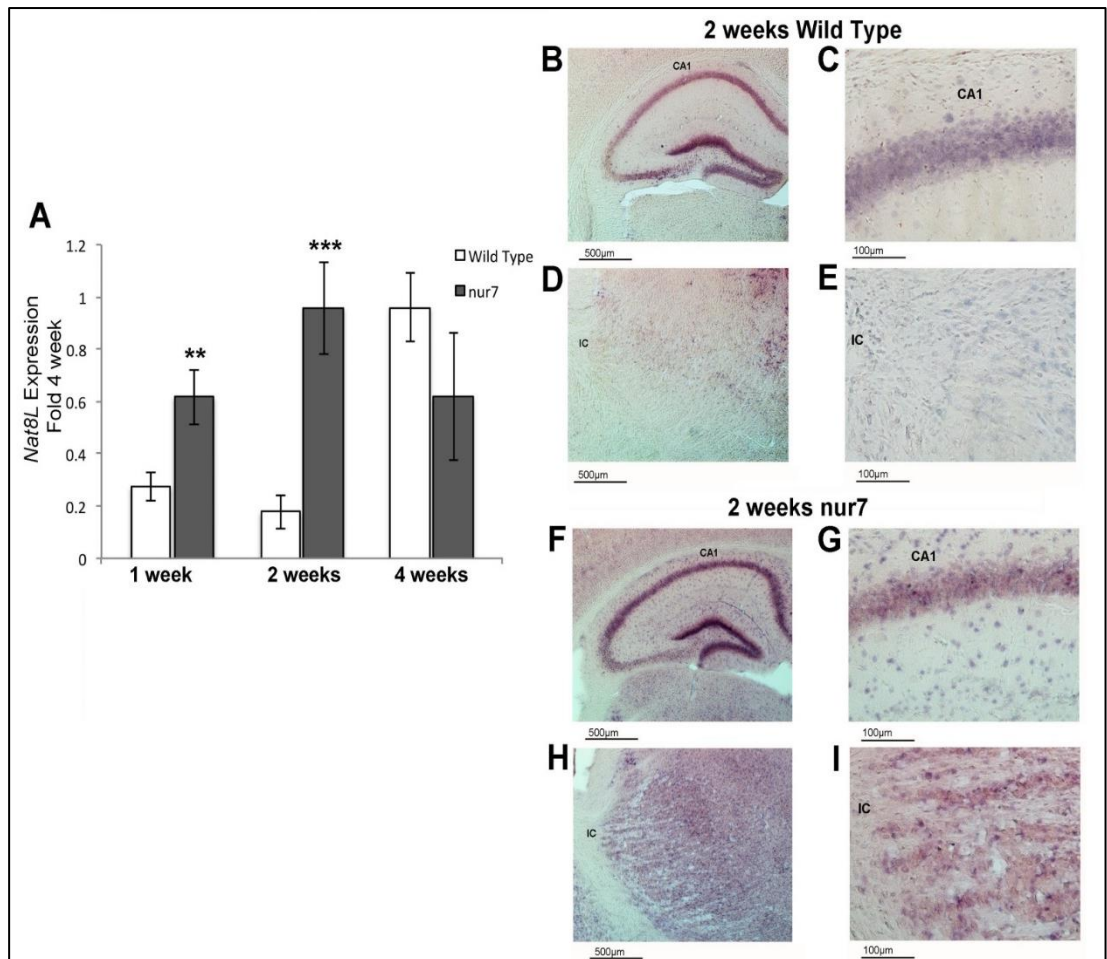 A
Nat8L Expression
Fold 4 week
1.2
1
0.8
0.6
0.4
0.2
0
**
***
Wild Type
nur7
1 week
2 weeks
4 weeks
2 weeks Wild Type
B
CA1
500µm
C
CA1
100µm
D
IC
500µm
E
IC
100µm
2 weeks nur7
F
CA1
500µm
G
CA1
100µm
H
IC
500µm
I
IC
100µm